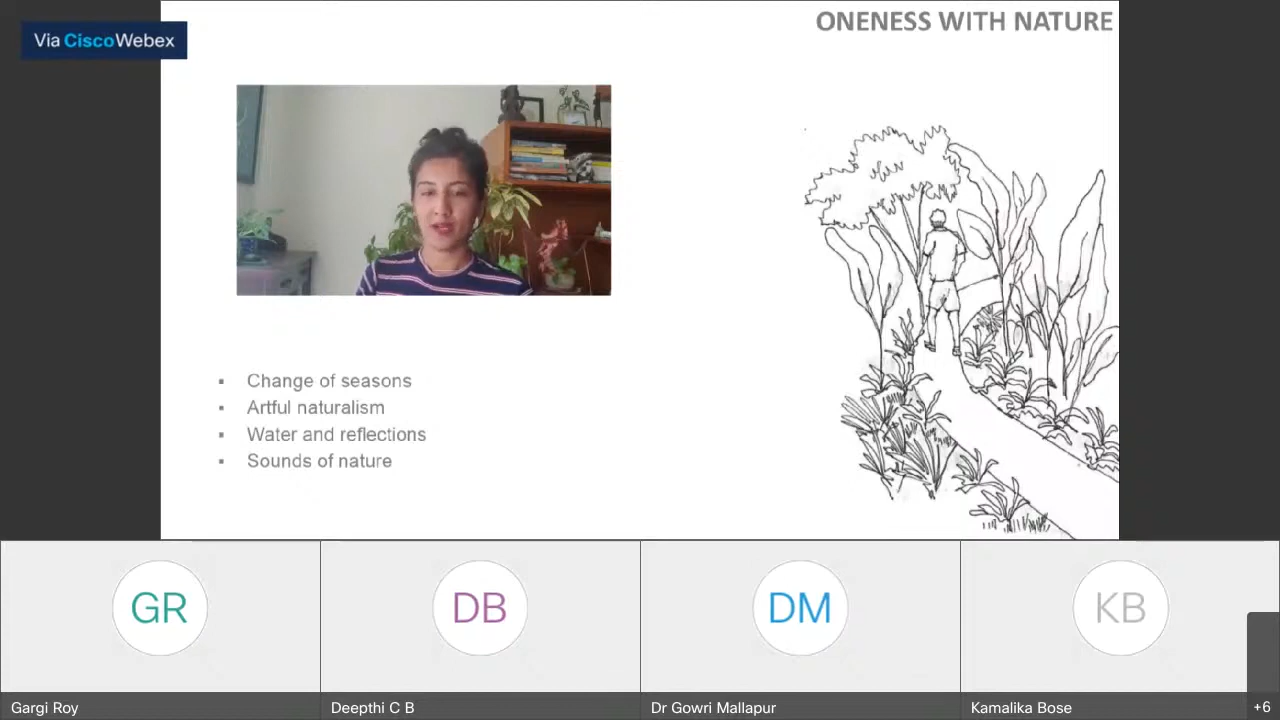 Via CiscoWebex
ONENESS WITH NATURE
▪ Change of seasons
▪ Artful naturalism
▪ Water and reflections
▪ Sounds of nature
GR
DB
DM
KB
Gargi Roy
Deepthi C B
Dr Gowri Mallapur
Kamalika Bose
+6